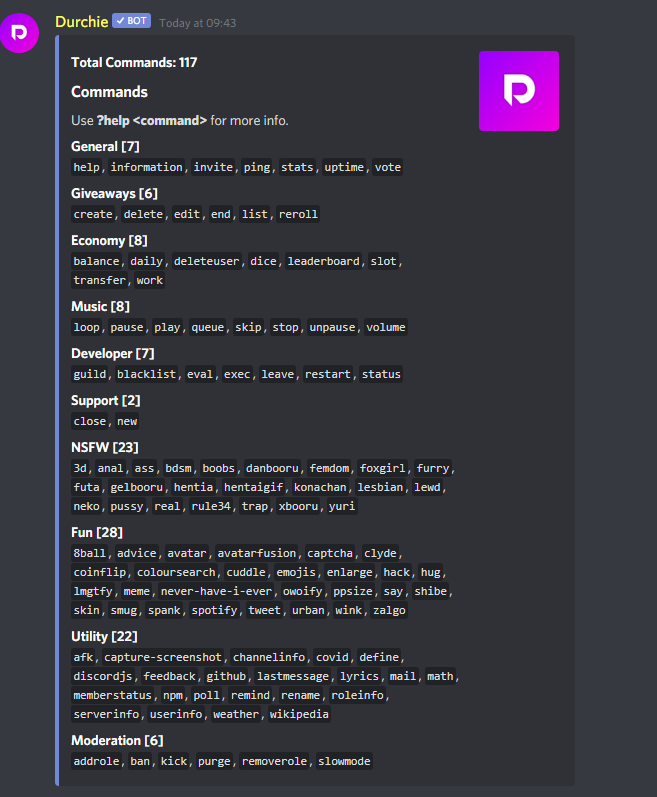 Durchie ✓ BOT Today at 09:43
Total Commands: 117
Commands
Use ?help <command> for more info.
General [7]
help, information, invite, ping, stats, uptime, vote
Giveaways [6]
create, delete, edit, end, list, reroll
Economy [8]
balance, daily, deleteuser, dice, leaderboard, slot,
transfer, work
Music [8]
loop, pause, play, queue, skip, stop, unpause, volume
Developer [7]
guild, blacklist, eval, exec, leave, restart, status
Support [2]
close, new
NSFW [23]
3d, anal, ass, bdsm, boobs, danbooru, femdom, foxgirl, furry,
futa, gelbooru, hentia, hentaigif, konachan, lesbian, lewd,
neko, pussy, real, rule34, trap, xbooru, yuri
Fun [28]
8ball, advice, avatar, avatarfusion, captcha, clyde,
coinflip, coloursearch, cuddle, emojis, enlarge, hack, hug,
lmgtfy, meme, never-have-i-ever, owoify, ppsize, say, shibe,
skin, smug, spank, spotify, tweet, urban, wink, zalgo
Utility [22]
afk, capture-screenshot, channelinfo, covid, define,
discordjs, feedback, github, lastmessage, lyrics, mail, math,
memberstatus, npm, poll, remind, rename, roleinfo,
serverinfo, userinfo, weather, wikipedia
Moderation [6]
addrole, ban, kick, purge, removerole, slowmode